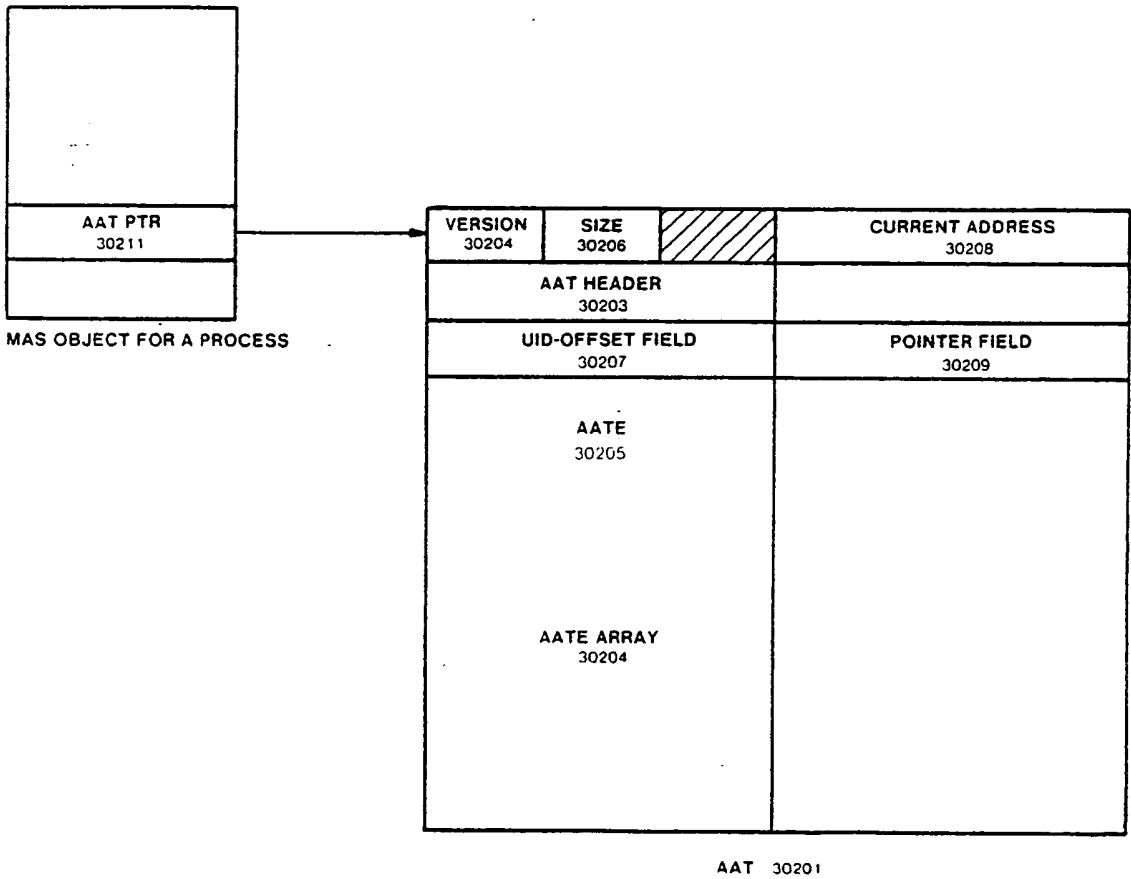 AAT PTR
30211
MAS OBJECT FOR A PROCESS
VERSION
30204
SIZE
30206
CURRENT ADDRESS
30208
AAT HEADER
30203
UID-OFFSET FIELD
30207
POINTER FIELD
30209
AATE
30205
AATE ARRAY
30204
AAT 30201